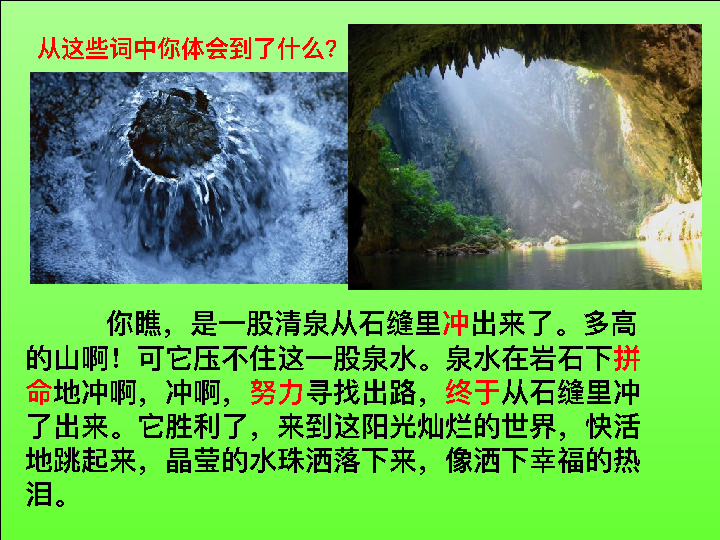 从这些词中你体会到了什么?
你瞧，是一股清泉从石缝里冲出来了。多高
的山啊！可它压不住这一股泉水。泉水在岩石下拼
命地冲啊，冲啊，努力寻找出路，终于从石缝里冲
了出来。它胜利了，来到这阳光灿烂的世界，快活
地跳起来，晶莹的水珠洒落下来，像洒下幸福的热
泪。